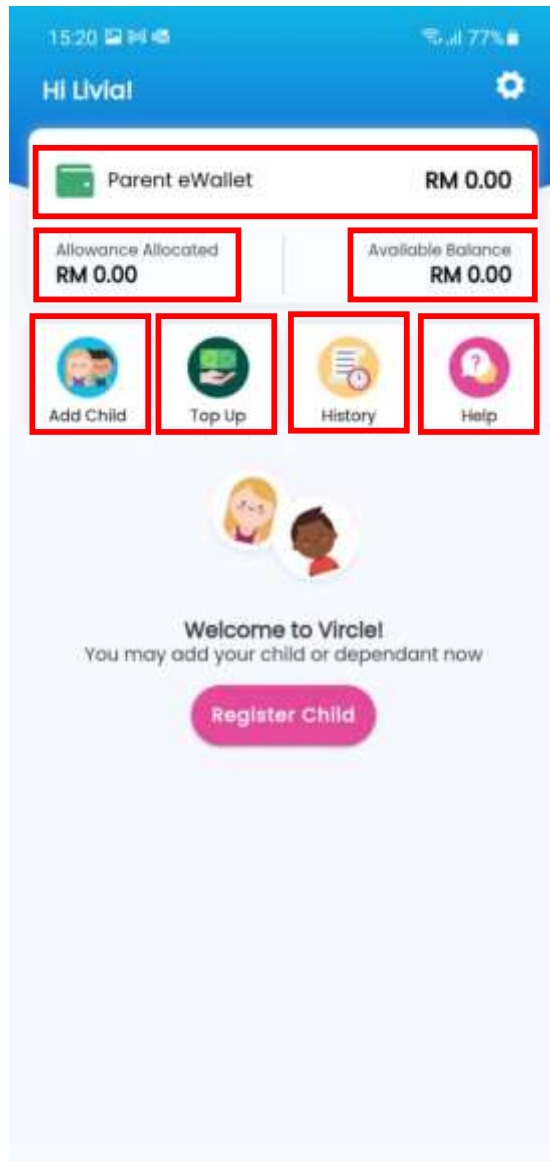 15:20 77%
Hi Livia!
Parent eWallet RM 0.00
Allowance Allocated Available Balance
RM 0.00 RM 0.00
Add Child Top Up History Help
Welcome to Vircle!
You may add your child or dependant now
Register Child